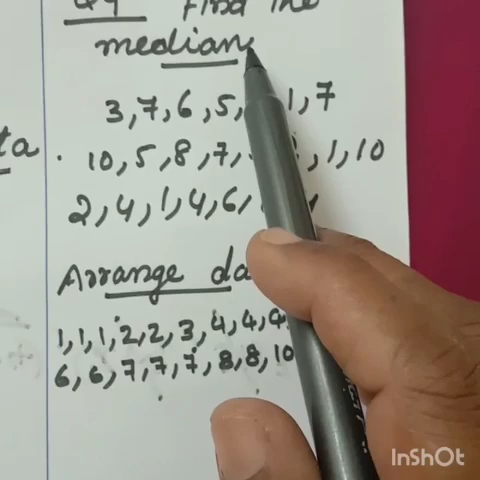 Q4 Find the
median
3, 7, 6, 5, 1, 7
ta . 10, 5, 8, 7, , 1, 10
2, 4, 1, 4, 6,
Arrange da
1, 1, 1, 2, 2, 3, 4, 4, 4
6, 6, 7, 7, 7, 8, 8, 10
InShOt